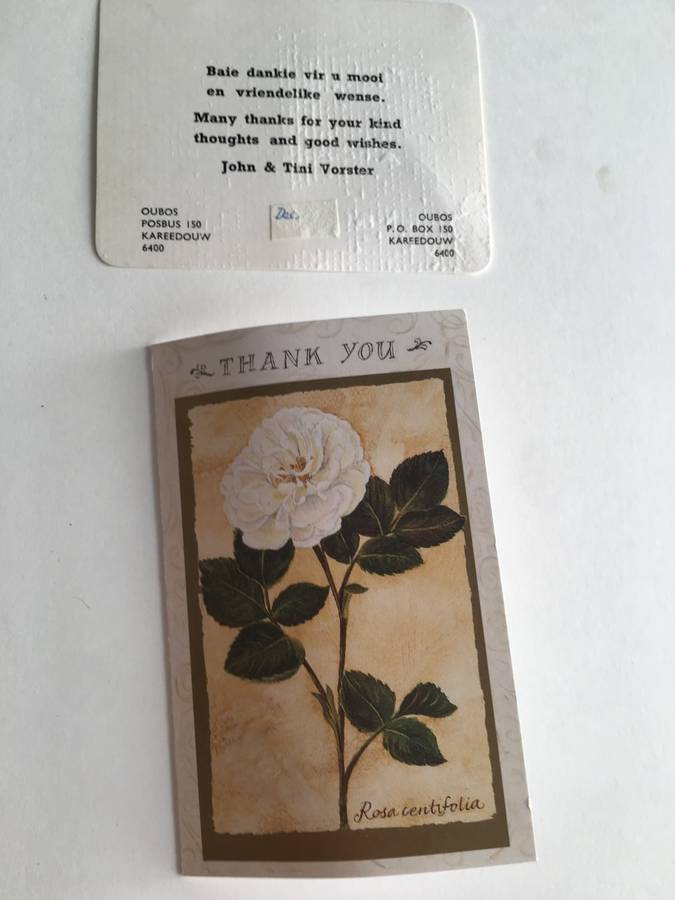 Baie dankie vir u mooi
en vriendelike wense.
Many thanks for your kind
thoughts and good wishes.
John & Tini Vorster
OUBOS
POSBUS 150
KAREEDOUW
6400
Des.
OUBOS
P.O. BOX 150
KAREEDOUW
6400
THANK YOU
Rosa centifolia